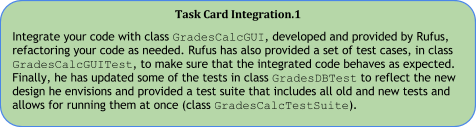 Task Card Integration.1
Integrate your code with class GradesCalcGUI, developed and provided by Rufus,
refactoring your code as needed. Rufus has also provided a set of test cases, in class
GradesCalcGUITest, to make sure that the integrated code behaves as expected.
Finally, he has updated some of the tests in class GradesDBTest to reflect the new
design he envisions and provided a test suite that includes all old and new tests and
allows for running them at once (class GradesCalcTestSuite).